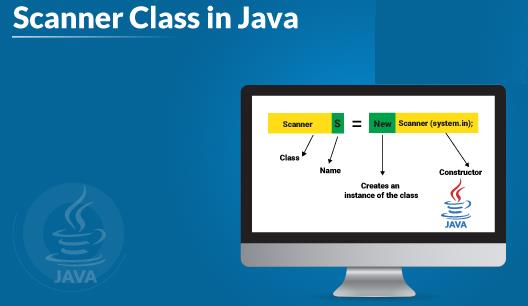 Scanner Class in Java
Scanner S = New Scanner (system.in);
Class
Name
Creates an
instance of the class
Constructor
JAVA
JAVA